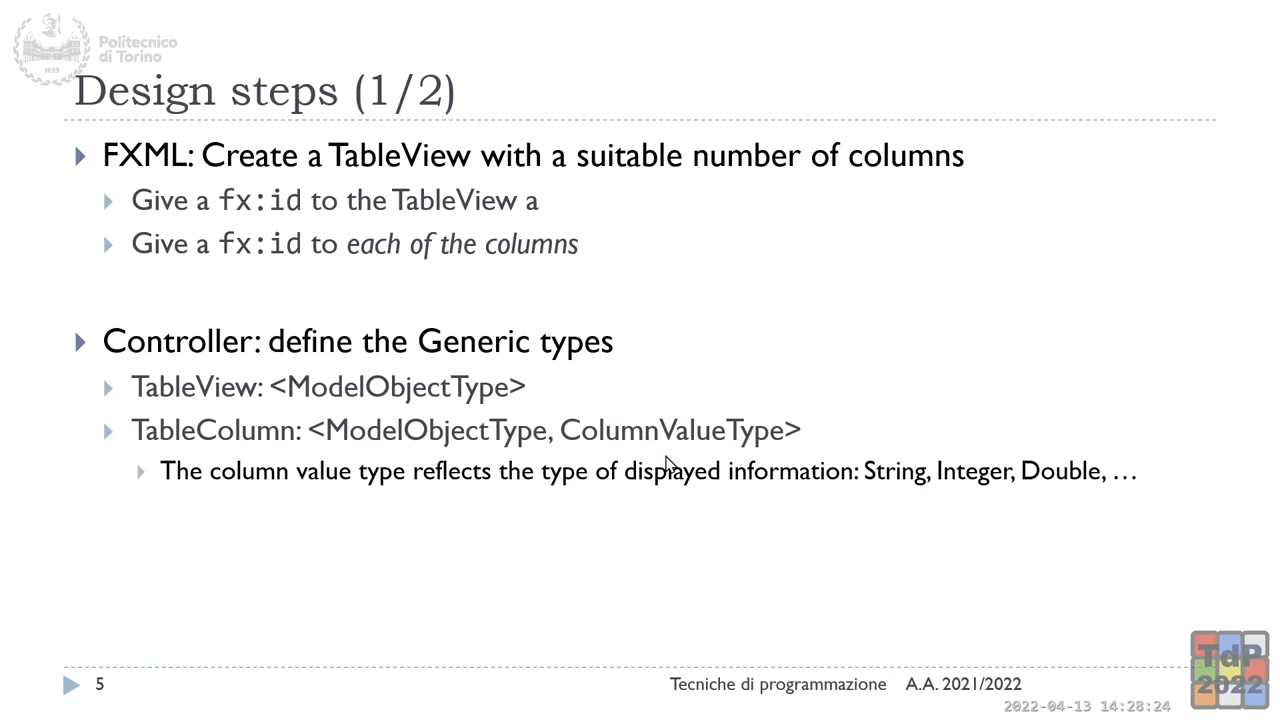 Politecnico
di Torino
1859
Design steps (1/2)
FXML: Create a TableView with a suitable number of columns
Give a fx:id to the TableView a
Give a fx:id to each of the columns
Controller: define the Generic types
TableView: <ModelObjectType>
TableColumn: <ModelObjectType, ColumnValueType>
The column value type reflects the type of displayed information: String, Integer, Double, …
5
Tecniche di programmazione A.A. 2021/2022
TdP
2022
2022-04-13 14:28:24